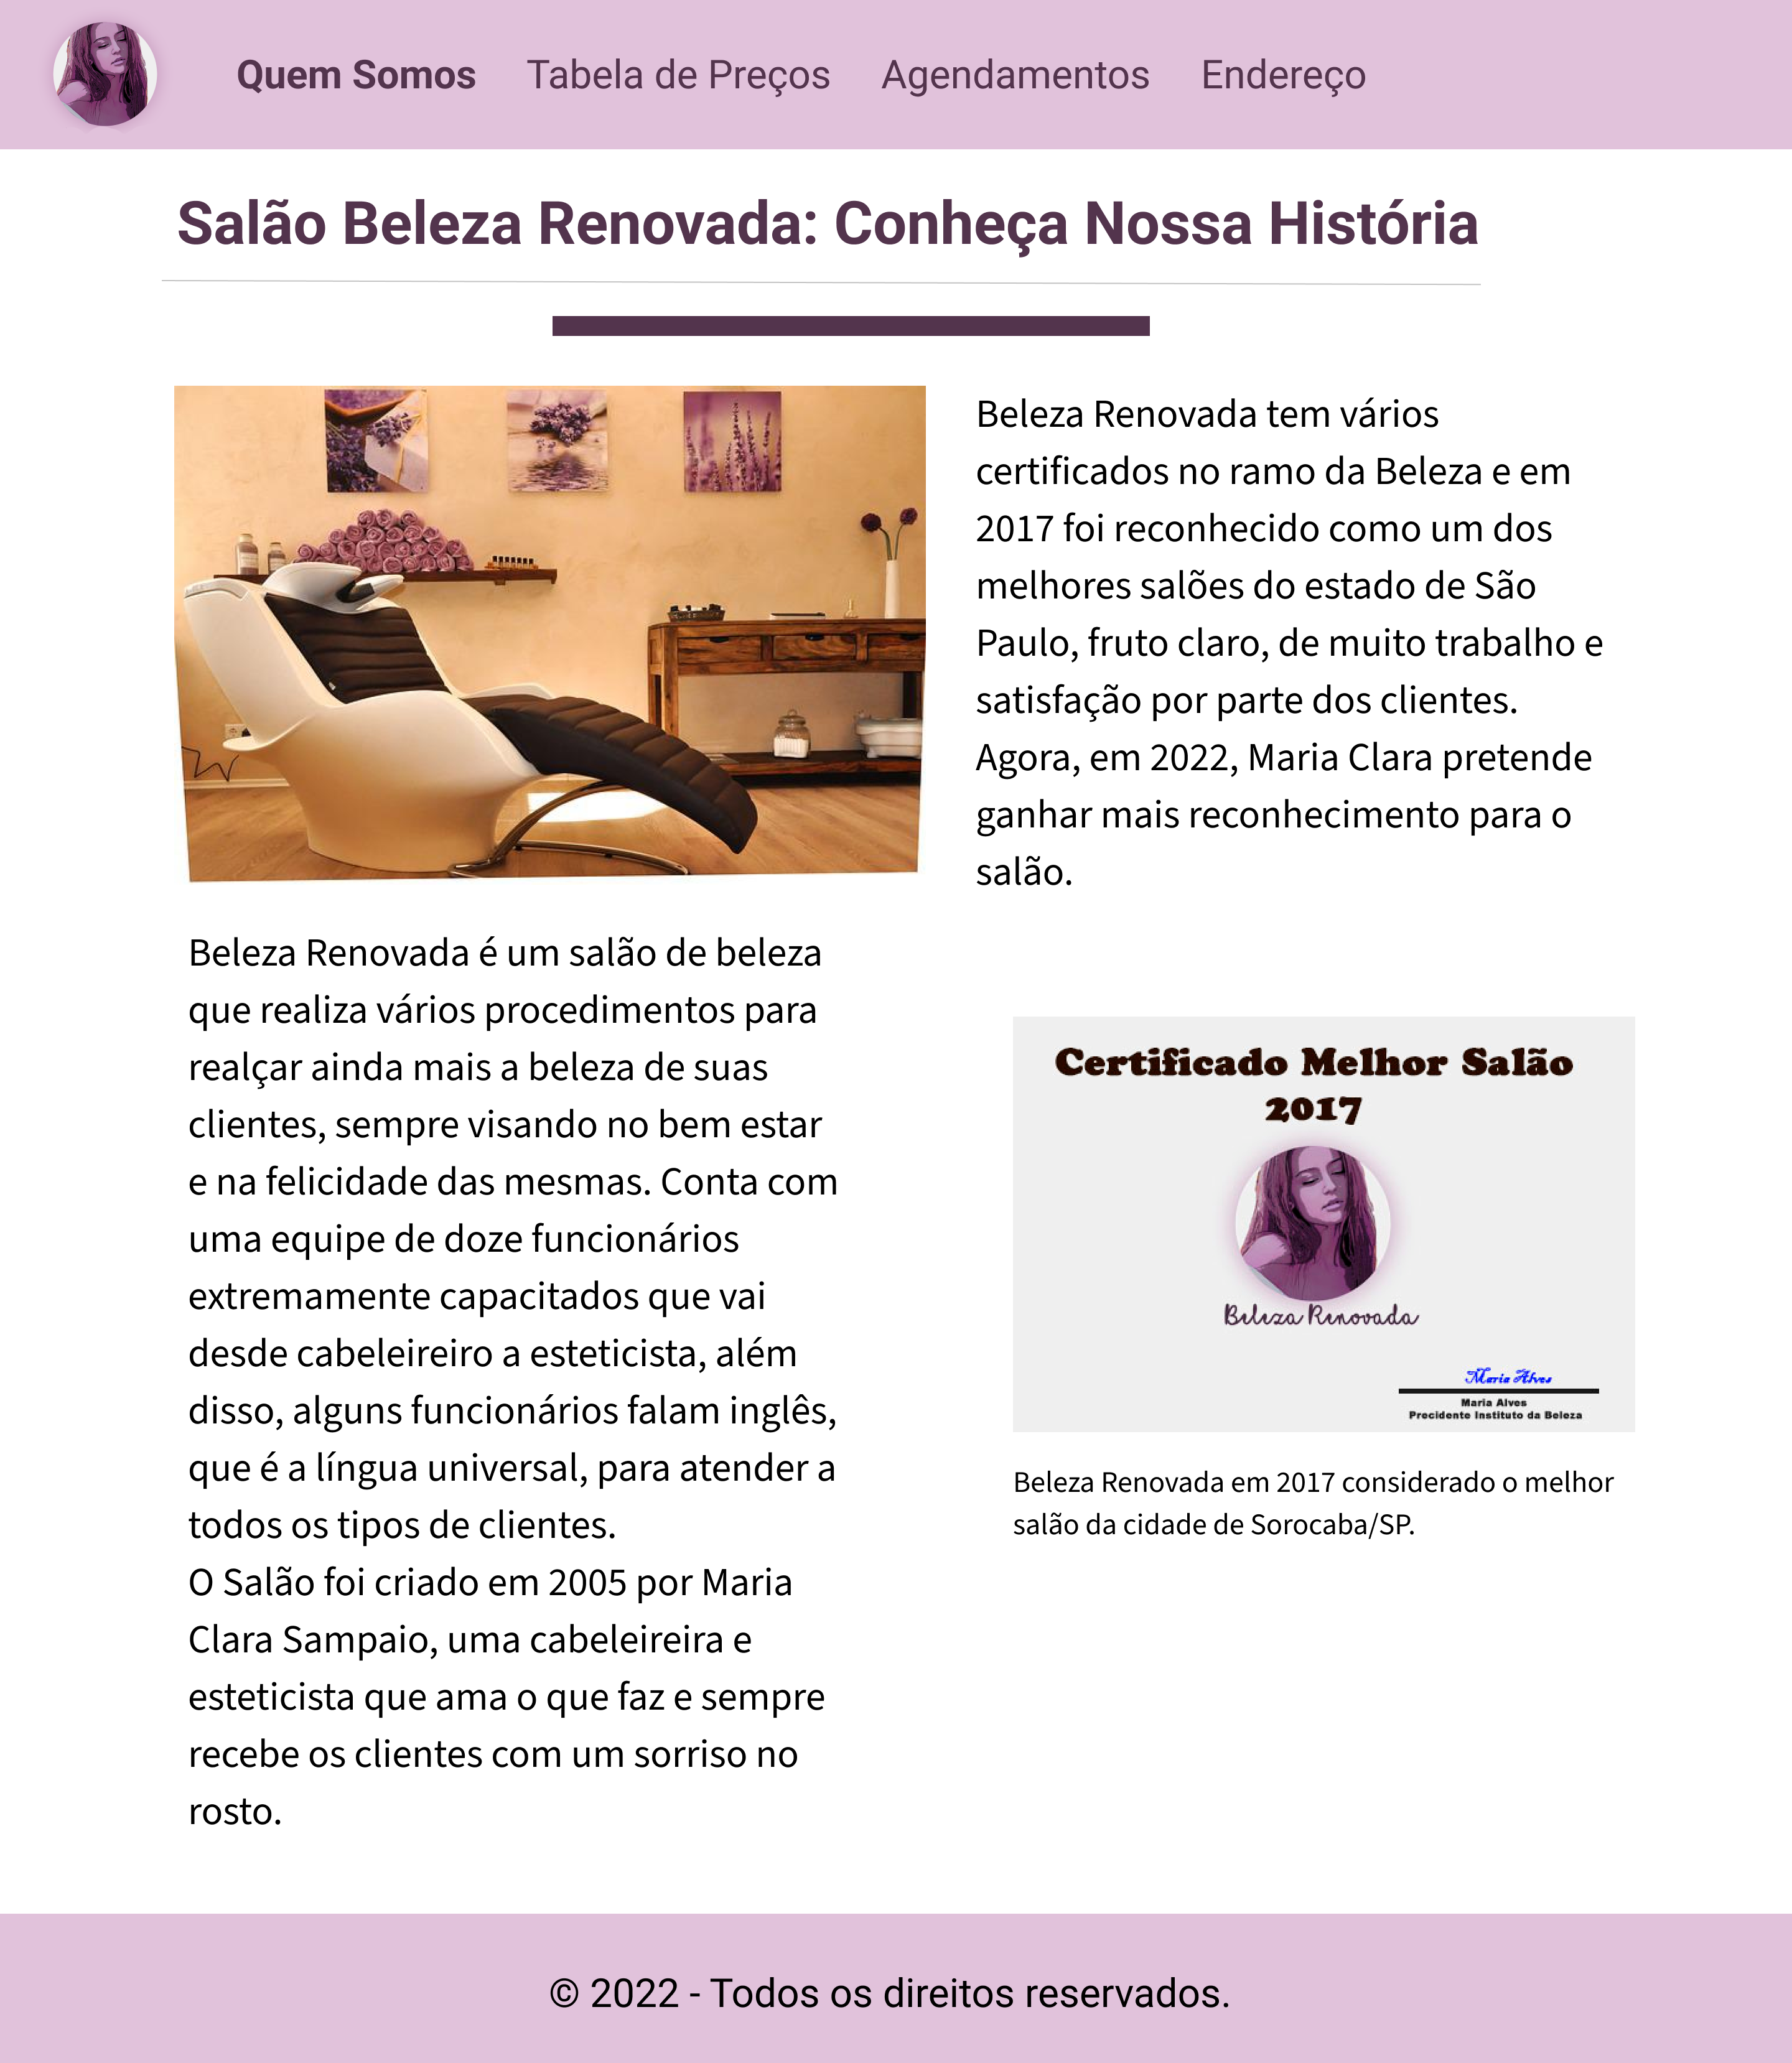 Quem Somos Tabela de Preços Agendamentos Endereço
Salão Beleza Renovada: Conheça Nossa História
Beleza Renovada é um salão de beleza
que realiza vários procedimentos para
realçar ainda mais a beleza de suas
clientes, sempre visando no bem estar
e na felicidade das mesmas. Conta com
uma equipe de doze funcionários
extremamente capacitados que vai
desde cabeleireiro a esteticista, além
disso, alguns funcionários falam inglês,
que é a língua universal, para atender a
todos os tipos de clientes.
O Salão foi criado em 2005 por Maria
Clara Sampaio, uma cabeleireira e
esteticista que ama o que faz e sempre
recebe os clientes com um sorriso no
rosto.
Beleza Renovada tem vários
certificados no ramo da Beleza e em
2017 foi reconhecido como um dos
melhores salões do estado de São
Paulo, fruto claro, de muito trabalho e
satisfação por parte dos clientes.
Agora, em 2022, Maria Clara pretende
ganhar mais reconhecimento para o
salão.
Certificado Melhor Salão
2017
Beleza Renovada
Maria Alves
Maria Alves
Precidente Instituto da Beleza
Beleza Renovada em 2017 considerado o melhor
salão da cidade de Sorocaba/SP.
© 2022 - Todos os direitos reservados.